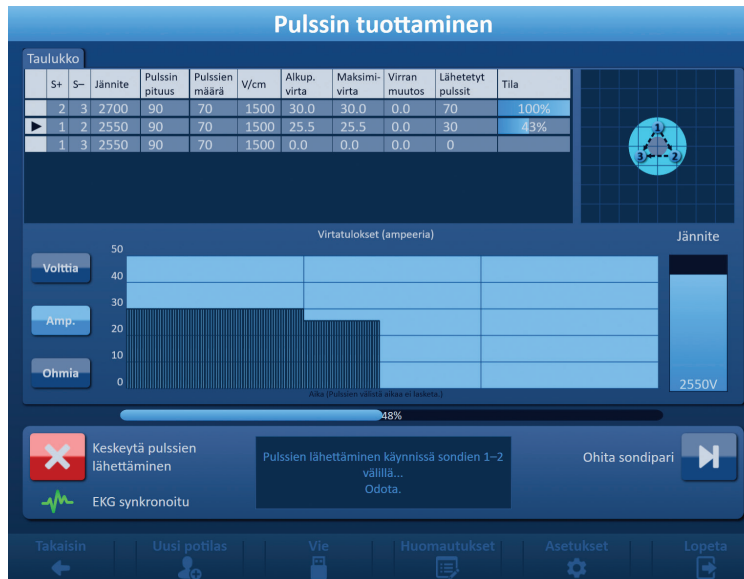 Pulssin tuottaminen
Taulukko
S+ S– Jännite Pulssin pituus Pulssien määrä V/cm Alkup. virta Maksimi-virta Virran muutos Lähetetyt pulssit Tila
2 3 2700 90 70 1500 30.0 30.0 0.0 70 100%
1 2 2550 90 70 1500 25.5 25.5 0.0 30 43%
1 3 2550 90 70 1500 0.0 0.0 0.0 0
1
3 2
Virtatulokset (ampeeria)
Jännite
Volttia
Amp.
Ohmia
50
40
30
20
10
0
2550V
Aika (Pulssien välistä aikaa ei lasketa.)
48%
Keskeytä pulssien
lähettäminen
EKG synkronoitu
Pulssien lähettäminen käynnissä sondien 1–2
välillä...
Odota.
Ohita sondipari
Takaisin Uusi potilas Vie Huomautukset Asetukset Lopeta